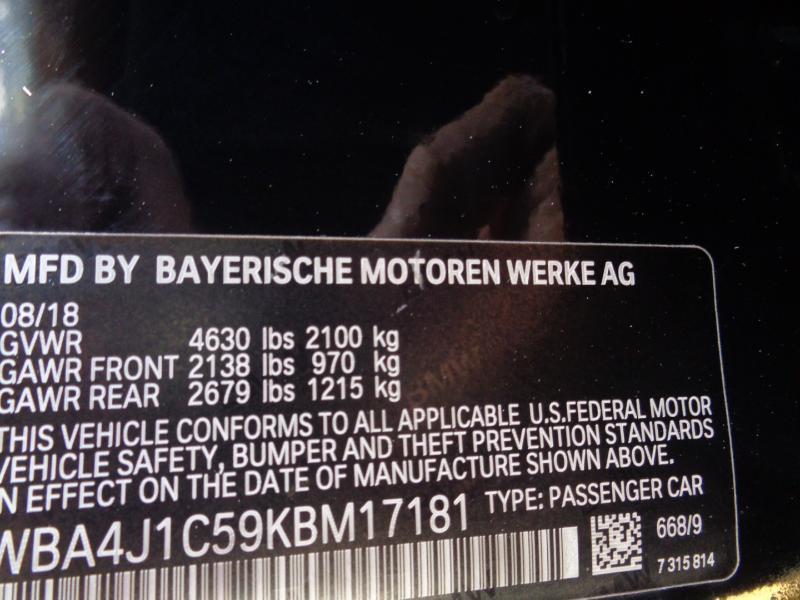 MFD BY BAYERISCHE MOTOREN WERKE AG
08/18
GVWR 4630 lbs 2100 kg
GAWR FRONT 2138 lbs 970 kg
GAWR REAR 2679 lbs 1215 kg
THIS VEHICLE CONFORMS TO ALL APPLICABLE U.S.FEDERAL MOTOR
VEHICLE SAFETY, BUMPER AND THEFT PREVENTION STANDARDS
IN EFFECT ON THE DATE OF MANUFACTURE SHOWN ABOVE.
WBA4J1C59KBM17181 TYPE: PASSENGER CAR
668/9
7 315 814